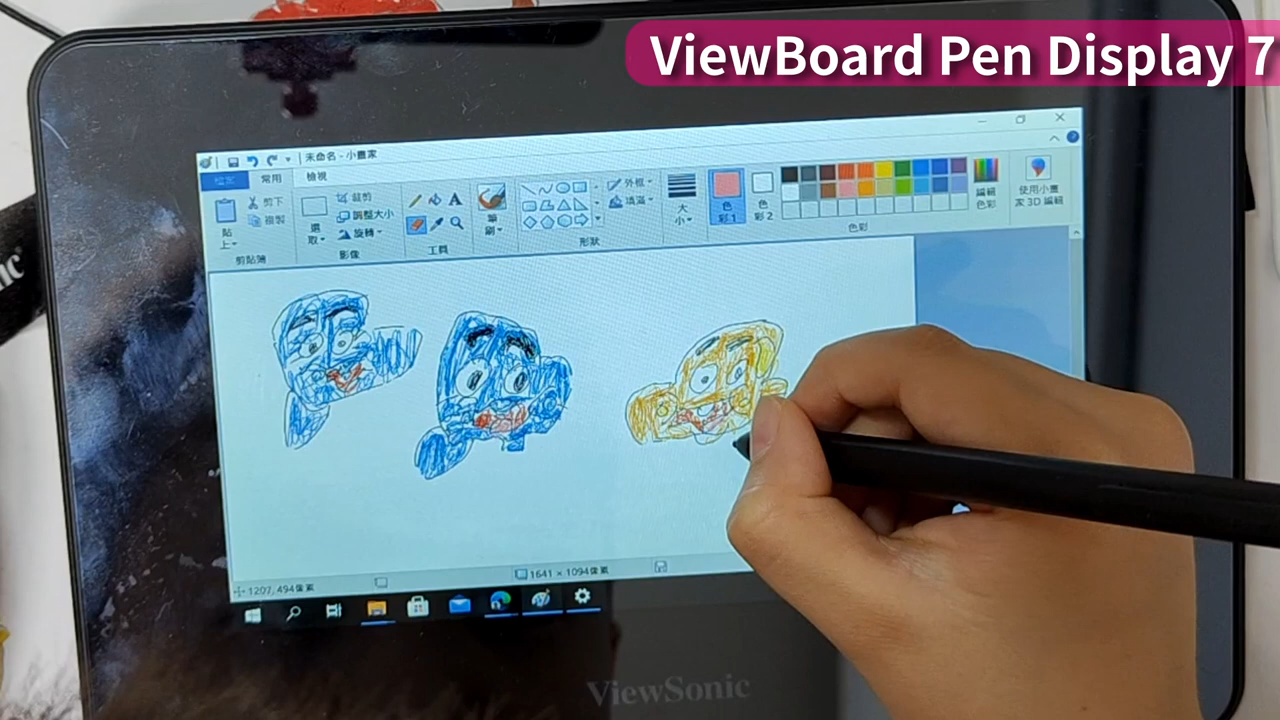 ViewBoard Pen Display 7
未命名 - 小畫家
檔案 常用 檢視
貼上
剪下
複製
剪貼簿
選取
裁剪
調整大小
旋轉
影像
A
工具
筆刷
外框
填滿
圖形
大小
色彩 1
色彩 2
編輯色彩
色彩
使用小畫家 3D 編輯
1207, 494像素
1641 × 1094像素
ViewSonic
ic